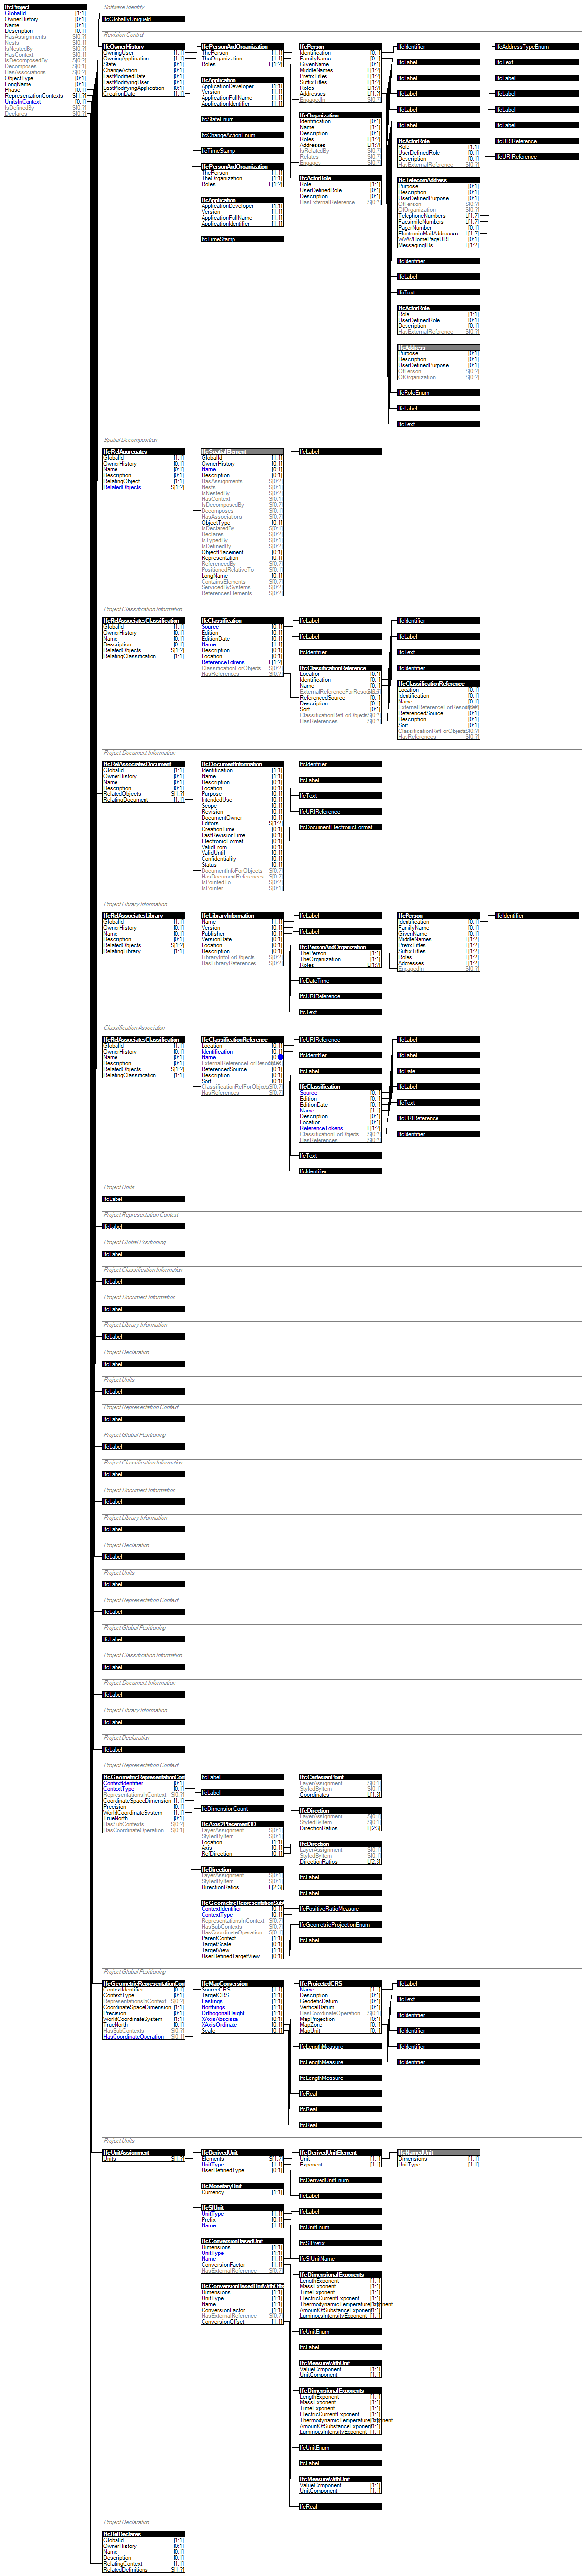 IfcProject
GlobalId [1:1]
OwnerHistory [0:1]
Name [0:1]
Description [0:1]
HasAssignments S[0:?]
Nests S[0:1]
IsNestedBy S[0:?]
HasContext S[0:1]
IsDecomposedBy S[0:?]
Decomposes S[0:1]
HasAssociations S[0:?]
ObjectType [0:1]
LongName [0:1]
Phase [0:1]
RepresentationContexts S[1:?]
UnitsInContext [0:1]
IsDefinedBy S[0:?]
Declares S[0:?]
Software Identity
IfcGloballyUniqueId
Revision Control
IfcOwnerHistory
OwningUser [1:1]
OwningApplication [1:1]
State [0:1]
ChangeAction [0:1]
LastModifiedDate [0:1]
LastModifyingUser [0:1]
LastModifyingApplication [0:1]
CreationDate [1:1]
IfcPersonAndOrganization
ThePerson [1:1]
TheOrganization [1:1]
Roles L[1:?]
IfcApplication
ApplicationDeveloper [1:1]
Version [1:1]
ApplicationFullName [1:1]
ApplicationIdentifier [1:1]
IfcStateEnum
IfcChangeActionEnum
IfcTimeStamp
IfcPersonAndOrganization
ThePerson [1:1]
TheOrganization [1:1]
Roles L[1:?]
IfcApplication
ApplicationDeveloper [1:1]
Version [1:1]
ApplicationFullName [1:1]
ApplicationIdentifier [1:1]
IfcTimeStamp
IfcPerson
Identification [0:1]
FamilyName [0:1]
GivenName [0:1]
MiddleNames L[1:?]
PrefixTitles L[1:?]
SuffixTitles L[1:?]
Roles L[1:?]
Addresses L[1:?]
EngagedIn S[0:?]
IfcOrganization
Identification [0:1]
Name [1:1]
Description [0:1]
Roles L[1:?]
Addresses L[1:?]
IsRelatedBy S[0:?]
Relates S[0:?]
Engages S[0:?]
IfcActorRole
Role [1:1]
UserDefinedRole [0:1]
Description [0:1]
HasExternalReference S[0:?]
IfcIdentifier
IfcLabel
IfcLabel
IfcLabel
IfcLabel
IfcLabel
IfcActorRole
Role [1:1]
UserDefinedRole [0:1]
Description [0:1]
HasExternalReference S[0:?]
IfcTelecomAddress
Purpose [0:1]
Description [0:1]
UserDefinedPurpose [0:1]
OfPerson S[0:?]
OfOrganization S[0:?]
TelephoneNumbers L[1:?]
FacsimileNumbers L[1:?]
PagerNumber [0:1]
ElectronicMailAddresses L[1:?]
WWWHomePageURL [0:1]
MessagingIDs L[1:?]
IfcIdentifier
IfcLabel
IfcText
IfcActorRole
Role [1:1]
UserDefinedRole [0:1]
Description [0:1]
HasExternalReference S[0:?]
IfcAddress
Purpose [0:1]
Description [0:1]
UserDefinedPurpose [0:1]
OfPerson S[0:?]
OfOrganization S[0:?]
IfcRoleEnum
IfcLabel
IfcText
IfcAddressTypeEnum
IfcText
IfcLabel
IfcLabel
IfcLabel
IfcLabel
IfcURIReference
IfcURIReference
Spatial Decomposition
IfcRelAggregates
GlobalId [1:1]
OwnerHistory [0:1]
Name [0:1]
Description [0:1]
RelatingObject [1:1]
RelatedObjects S[1:?]
IfcSpatialElement
GlobalId [1:1]
OwnerHistory [0:1]
Name [0:1]
Description [0:1]
HasAssignments S[0:?]
Nests S[0:1]
IsNestedBy S[0:?]
HasContext S[0:1]
IsDecomposedBy S[0:?]
Decomposes S[0:1]
HasAssociations S[0:?]
ObjectType [0:1]
IsDeclaredBy S[0:1]
Declares S[0:?]
IsTypedBy S[0:1]
IsDefinedBy S[0:?]
ObjectPlacement [0:1]
Representation [0:1]
ReferencedBy S[0:?]
PositionedRelativeTo S[0:1]
LongName [0:1]
ContainsElements S[0:?]
ServicedBySystems S[0:?]
ReferencesElements S[0:?]
IfcLabel
Project Classification Information
IfcRelAssociatesClassification
GlobalId [1:1]
OwnerHistory [0:1]
Name [0:1]
Description [0:1]
RelatedObjects S[1:?]
RelatingClassification [1:1]
IfcClassification
Source [0:1]
Edition [0:1]
EditionDate [0:1]
Name [1:1]
Description [0:1]
Location [0:1]
ReferenceTokens L[1:?]
ClassificationForObjects S[0:?]
HasReferences S[0:?]
IfcLabel
IfcLabel
IfcIdentifier
IfcClassificationReference
Location [0:1]
Identification [0:1]
Name [0:1]
ExternalReferenceForResources
ReferencedSource [0:1]
Description [0:1]
Sort [0:1]
ClassificationRefForObjects S[0:?]
HasReferences S[0:?]
IfcIdentifier
IfcLabel
IfcText
IfcIdentifier
IfcClassificationReference
Location [0:1]
Identification [0:1]
Name [0:1]
ExternalReferenceForResources
ReferencedSource [0:1]
Description [0:1]
Sort [0:1]
ClassificationRefForObjects S[0:?]
HasReferences S[0:?]
Project Document Information
IfcRelAssociatesDocument
GlobalId [1:1]
OwnerHistory [0:1]
Name [0:1]
Description [0:1]
RelatedObjects S[1:?]
RelatingDocument [1:1]
IfcDocumentInformation
Identification [1:1]
Name [1:1]
Description [0:1]
Location [0:1]
Purpose [0:1]
IntendedUse [0:1]
Scope [0:1]
Revision [0:1]
DocumentOwner [0:1]
Editors S[1:?]
CreationTime [0:1]
LastRevisionTime [0:1]
ElectronicFormat [0:1]
ValidFrom [0:1]
ValidUntil [0:1]
Confidentiality [0:1]
Status [0:1]
DocumentInfoForObjects S[0:?]
HasDocumentReferences S[0:?]
IsPointedTo S[0:?]
IsPointer S[0:?]
IfcIdentifier
IfcLabel
IfcText
IfcURIReference
IfcDocumentElectronicFormat
Project Library Information
IfcRelAssociatesLibrary
GlobalId [1:1]
OwnerHistory [0:1]
Name [0:1]
Description [0:1]
RelatedObjects S[1:?]
RelatingLibrary [1:1]
IfcLibraryInformation
Name [1:1]
Version [0:1]
Publisher [0:1]
VersionDate [0:1]
Location [0:1]
Description [0:1]
LibraryInfoForObjects S[0:?]
HasLibraryReferences S[0:?]
IfcLabel
IfcLabel
IfcPersonAndOrganization
ThePerson [1:1]
TheOrganization [1:1]
Roles L[1:?]
IfcDateTime
IfcURIReference
IfcText
IfcPerson
Identification [0:1]
FamilyName [0:1]
GivenName [0:1]
MiddleNames L[1:?]
PrefixTitles L[1:?]
SuffixTitles L[1:?]
Roles L[1:?]
Addresses L[1:?]
EngagedIn S[0:?]
IfcIdentifier
Classification Association
IfcRelAssociatesClassification
GlobalId [1:1]
OwnerHistory [0:1]
Name [0:1]
Description [0:1]
RelatedObjects S[1:?]
RelatingClassification [1:1]
IfcClassificationReference
Location [0:1]
Identification [0:1]
Name
ExternalReferenceForResources
ReferencedSource [0:1]
Description [0:1]
Sort [0:1]
ClassificationRefForObjects S[0:?]
HasReferences S[0:?]
IfcURIReference
IfcIdentifier
IfcLabel
IfcClassification
Source [0:1]
Edition [0:1]
EditionDate [0:1]
Name [1:1]
Description [0:1]
Location [0:1]
ReferenceTokens L[1:?]
ClassificationForObjects S[0:?]
HasReferences S[0:?]
IfcText
IfcIdentifier
IfcLabel
IfcLabel
IfcDate
IfcLabel
IfcText
IfcURIReference
IfcIdentifier
Project Units
IfcLabel
Project Representation Context
IfcLabel
Project Global Positioning
IfcLabel
Project Classification Information
IfcLabel
Project Document Information
IfcLabel
Project Library Information
IfcLabel
Project Declaration
IfcLabel
Project Units
IfcLabel
Project Representation Context
IfcLabel
Project Global Positioning
IfcLabel
Project Classification Information
IfcLabel
Project Document Information
IfcLabel
Project Library Information
IfcLabel
Project Declaration
IfcLabel
Project Units
IfcLabel
Project Representation Context
IfcLabel
Project Global Positioning
IfcLabel
Project Classification Information
IfcLabel
Project Document Information
IfcLabel
Project Library Information
IfcLabel
Project Declaration
IfcLabel
Project Representation Context
IfcGeometricRepresentationCon
ContextIdentifier [0:1]
ContextType [0:1]
RepresentationsInContext S[0:?]
CoordinateSpaceDimension [1:1]
Precision [0:1]
WorldCoordinateSystem [1:1]
TrueNorth [0:1]
HasSubContexts S[0:?]
HasCoordinateOperation S[0:1]
IfcLabel
IfcLabel
IfcDimensionCount
IfcAxis2Placement3D
LayerAssignment S[0:1]
StyledByItem S[0:1]
Location [1:1]
Axis [0:1]
RefDirection [0:1]
IfcDirection
LayerAssignment S[0:1]
StyledByItem S[0:1]
DirectionRatios L[2:3]
IfcGeometricRepresentationSub
ContextIdentifier [0:1]
ContextType [0:1]
RepresentationsInContext S[0:?]
HasSubContexts S[0:?]
HasCoordinateOperation S[0:1]
ParentContext [1:1]
TargetScale [0:1]
TargetView [1:1]
UserDefinedTargetView [0:1]
IfcCartesianPoint
LayerAssignment S[0:1]
StyledByItem S[0:1]
Coordinates L[1:3]
IfcDirection
LayerAssignment S[0:1]
StyledByItem S[0:1]
DirectionRatios L[2:3]
IfcDirection
LayerAssignment S[0:1]
StyledByItem S[0:1]
DirectionRatios L[2:3]
IfcLabel
IfcLabel
IfcPositiveRatioMeasure
IfcGeometricProjectionEnum
IfcLabel
Project Global Positioning
IfcGeometricRepresentationCon
ContextIdentifier [0:1]
ContextType [0:1]
RepresentationsInContext S[0:?]
CoordinateSpaceDimension [1:1]
Precision [0:1]
WorldCoordinateSystem [1:1]
TrueNorth [0:1]
HasSubContexts S[0:?]
HasCoordinateOperation S[0:1]
IfcMapConversion
SourceCRS [1:1]
TargetCRS [1:1]
Eastings [1:1]
Northings [1:1]
OrthogonalHeight [1:1]
XAxisAbscissa [0:1]
XAxisOrdinate [0:1]
Scale [0:1]
IfcProjectedCRS
Name [1:1]
Description [0:1]
GeodeticDatum [0:1]
VerticalDatum [0:1]
HasCoordinateOperation S[0:1]
MapProjection [0:1]
MapZone [0:1]
MapUnit [0:1]
IfcLengthMeasure
IfcLengthMeasure
IfcLengthMeasure
IfcReal
IfcReal
IfcReal
IfcLabel
IfcText
IfcIdentifier
IfcIdentifier
IfcIdentifier
IfcIdentifier
Project Units
IfcUnitAssignment
Units S[1:?]
IfcDerivedUnit
Elements S[1:?]
UnitType [1:1]
UserDefinedType [0:1]
IfcMonetaryUnit
Currency [1:1]
IfcSIUnit
UnitType [1:1]
Prefix [0:1]
Name [1:1]
IfcConversionBasedUnit
Dimensions [1:1]
UnitType [1:1]
Name [1:1]
ConversionFactor [1:1]
HasExternalReference S[0:?]
IfcConversionBasedUnitWithOffs
Dimensions [1:1]
UnitType [1:1]
Name [1:1]
ConversionFactor [1:1]
HasExternalReference S[0:?]
ConversionOffset [1:1]
IfcDerivedUnitElement
Unit [1:1]
Exponent [1:1]
IfcDerivedUnitEnum
IfcLabel
IfcLabel
IfcUnitEnum
IfcSIPrefix
IfcSIUnitName
IfcDimensionalExponents
LengthExponent [1:1]
MassExponent [1:1]
TimeExponent [1:1]
ElectricCurrentExponent [1:1]
ThermodynamicTemperatureExponent
AmountOfSubstanceExponent [1:1]
LuminousIntensityExponent [1:1]
IfcUnitEnum
IfcLabel
IfcMeasureWithUnit
ValueComponent [1:1]
UnitComponent [1:1]
IfcDimensionalExponents
LengthExponent [1:1]
MassExponent [1:1]
TimeExponent [1:1]
ElectricCurrentExponent [1:1]
ThermodynamicTemperatureExponent
AmountOfSubstanceExponent [1:1]
LuminousIntensityExponent [1:1]
IfcUnitEnum
IfcLabel
IfcMeasureWithUnit
ValueComponent [1:1]
UnitComponent [1:1]
IfcReal
IfcNamedUnit
Dimensions [1:1]
UnitType [1:1]
Project Declaration
IfcRelDeclares
GlobalId [1:1]
OwnerHistory [0:1]
Name [0:1]
Description [0:1]
RelatingContext [1:1]
RelatedDefinitions S[1:?]